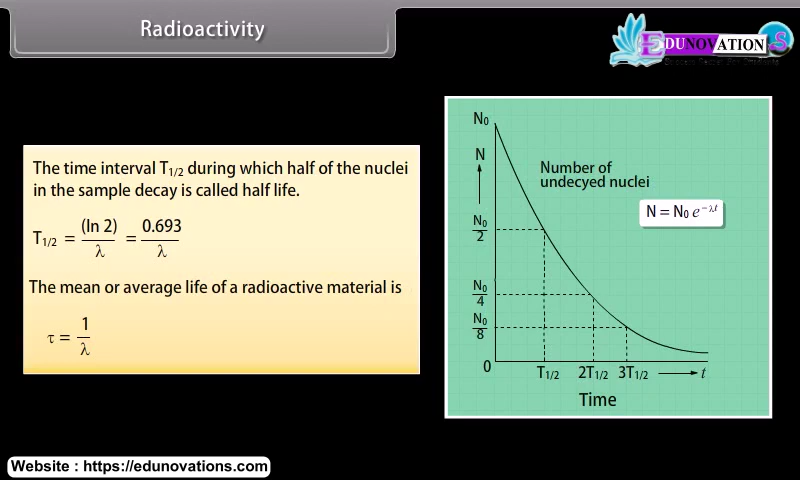 Radioactivity
EDUNOVATIONS
The time interval T1/2 during which half of the nuclei
in the sample decay is called half life.
T1/2 = (ln 2)/λ = 0.693/λ
The mean or average life of a radioactive material is
τ = 1/λ
N₀
N
Number of
undecyed nuclei
N = N₀ e^−λt
N₀/2
N₀/4
N₀/8
0
T1/2 2T1/2 3T1/2 t
Time
Website : https://edunovations.com